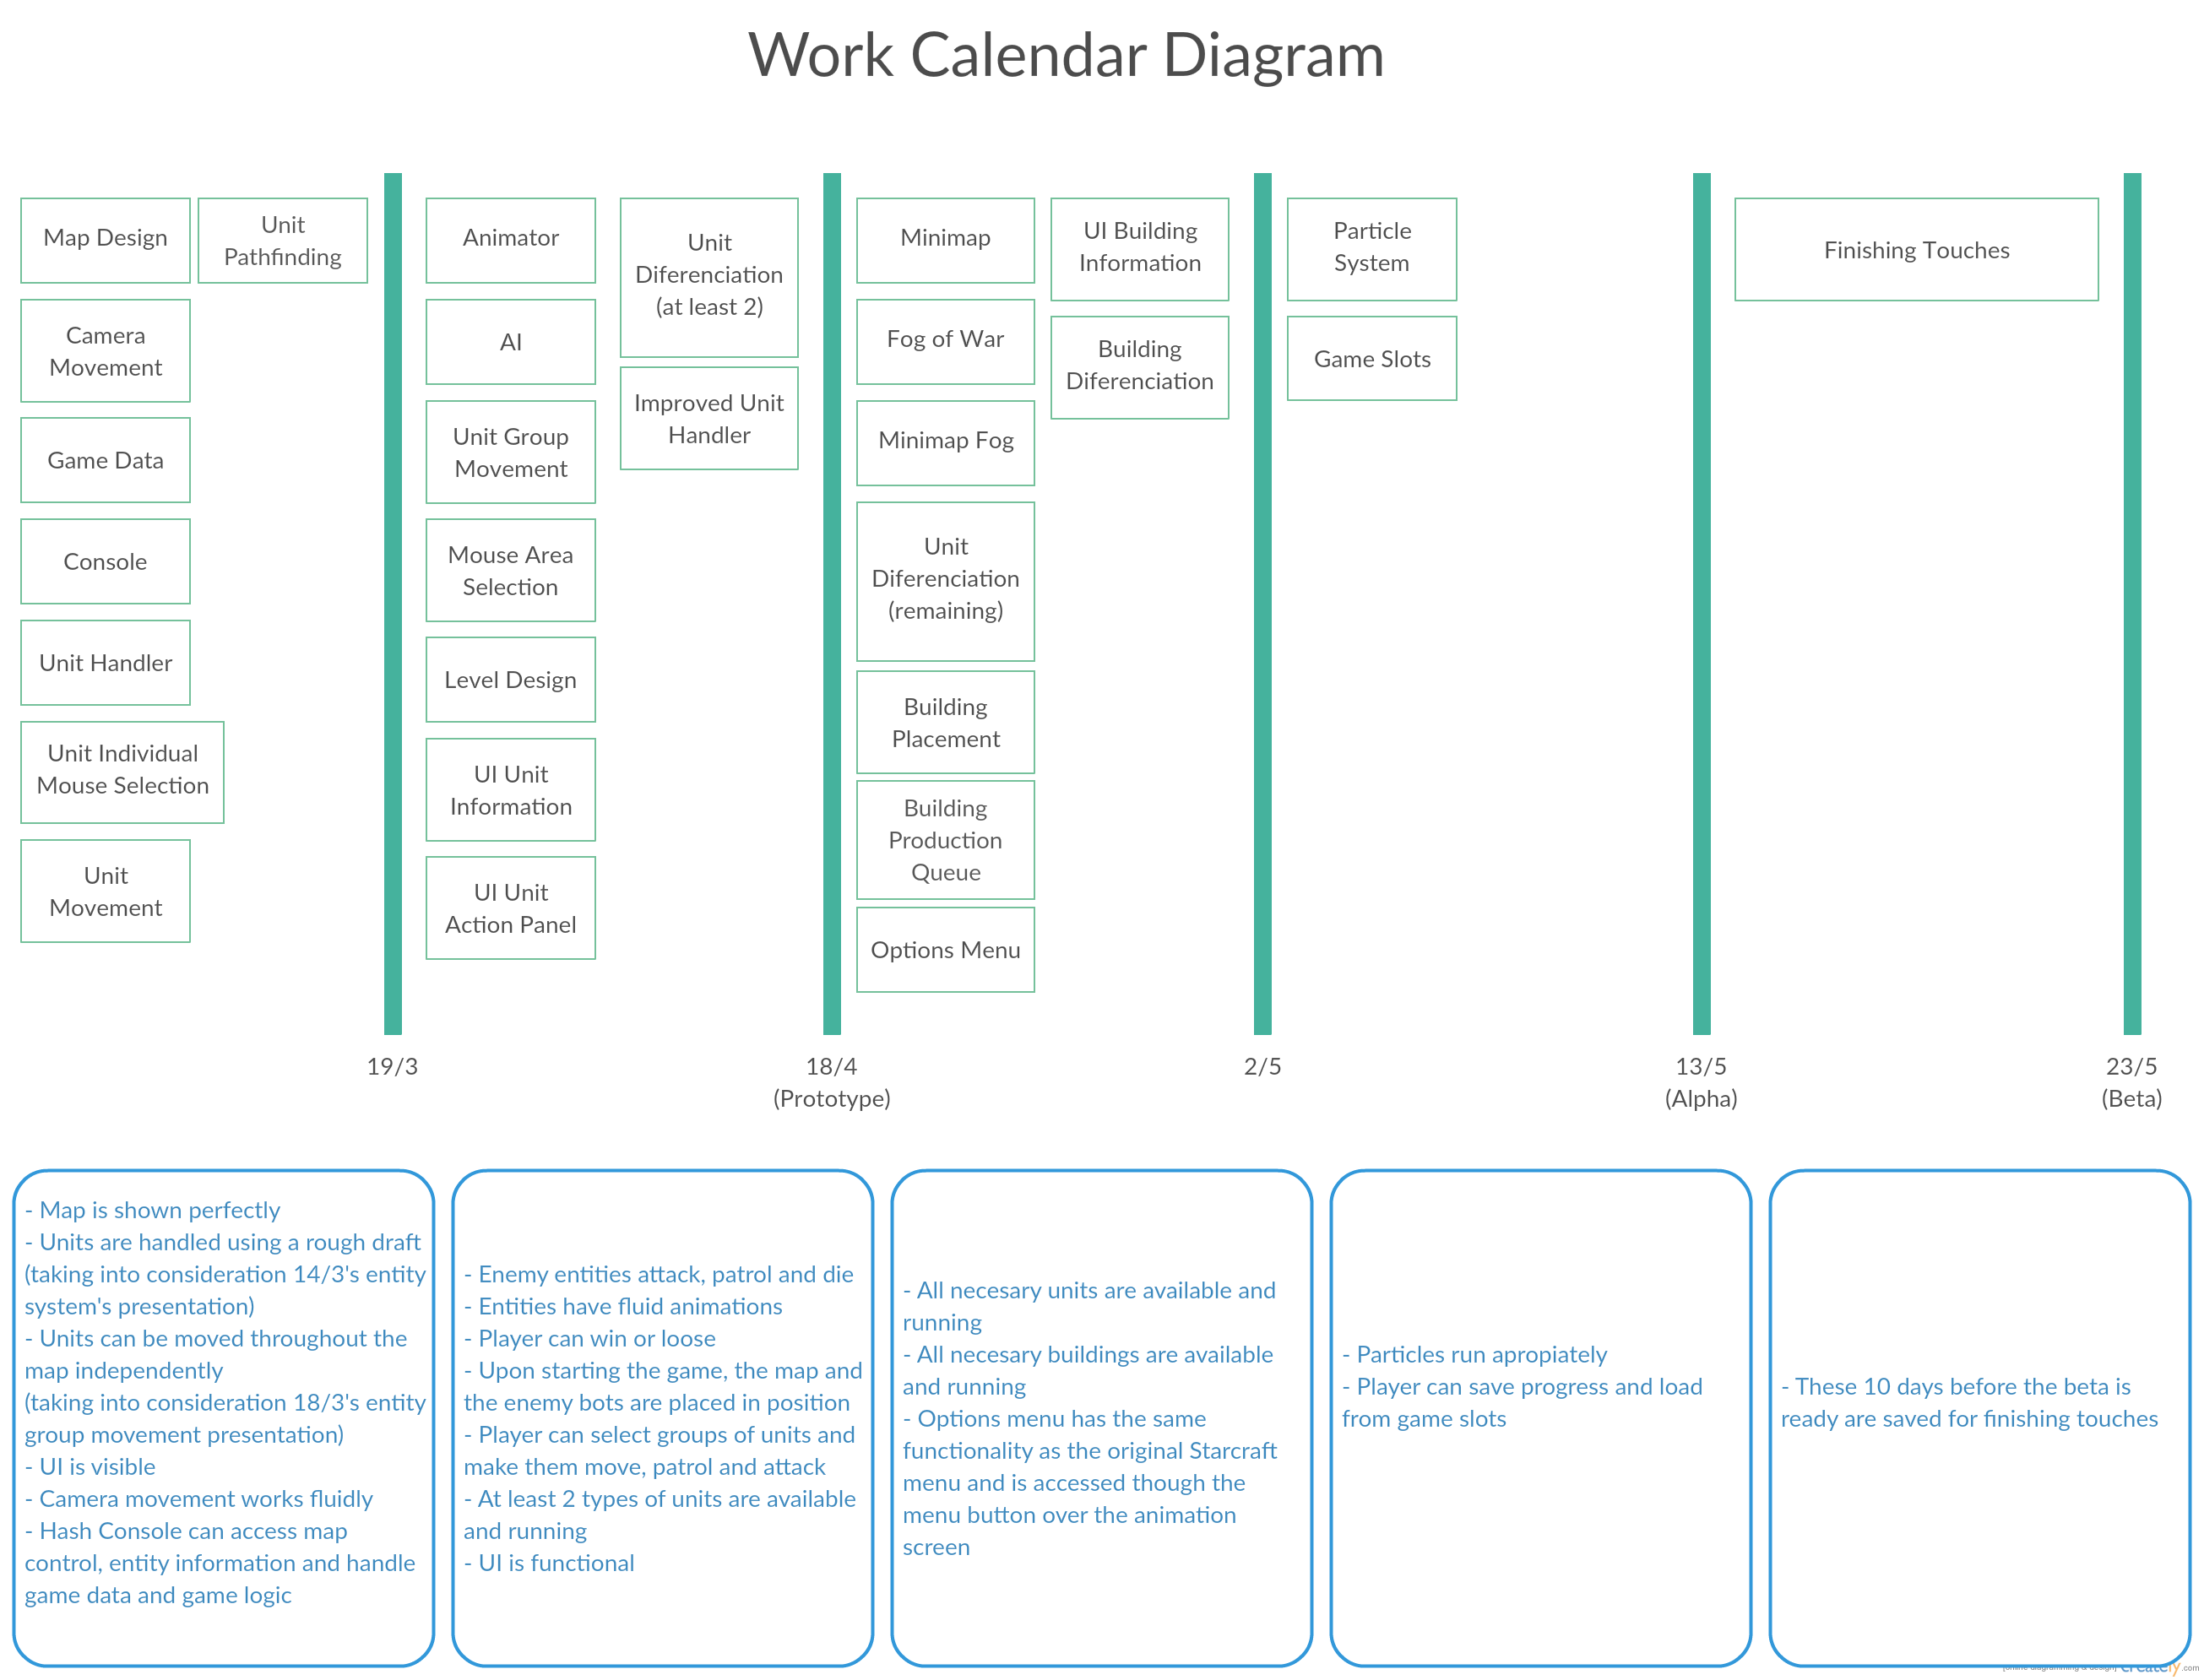 Work Calendar Diagram
Map Design
Unit
Pathfinding
Camera
Movement
Game Data
Console
Unit Handler
Unit Individual
Mouse Selection
Unit
Movement
Animator
AI
Unit Group
Movement
Mouse Area
Selection
Level Design
UI Unit
Information
UI Unit
Action Panel
Unit
Diferenciation
(at least 2)
Improved Unit
Handler
Minimap
Fog of War
Minimap Fog
Unit
Diferenciation
(remaining)
Building
Placement
Building
Production
Queue
Options Menu
UI Building
Information
Building
Diferenciation
Particle
System
Game Slots
Finishing Touches
19/3
18/4
(Prototype)
2/5
13/5
(Alpha)
23/5
(Beta)
- Map is shown perfectly
- Units are handled using a rough draft
(taking into consideration 14/3's entity
system's presentation)
- Units can be moved throughout the
map independently
(taking into consideration 18/3's entity
group movement presentation)
- UI is visible
- Camera movement works fluidly
- Hash Console can access map
control, entity information and handle
game data and game logic
- Enemy entities attack, patrol and die
- Entities have fluid animations
- Player can win or loose
- Upon starting the game, the map and
the enemy bots are placed in position
- Player can select groups of units and
make them move, patrol and attack
- At least 2 types of units are available
and running
- UI is functional
- All necesary units are available and
running
- All necesary buildings are available
and running
- Options menu has the same
functionality as the original Starcraft
menu and is accessed though the
menu button over the animation
screen
- Particles run apropiately
- Player can save progress and load
from game slots
- These 10 days before the beta is
ready are saved for finishing touches
[online diagramming & design] creately.com